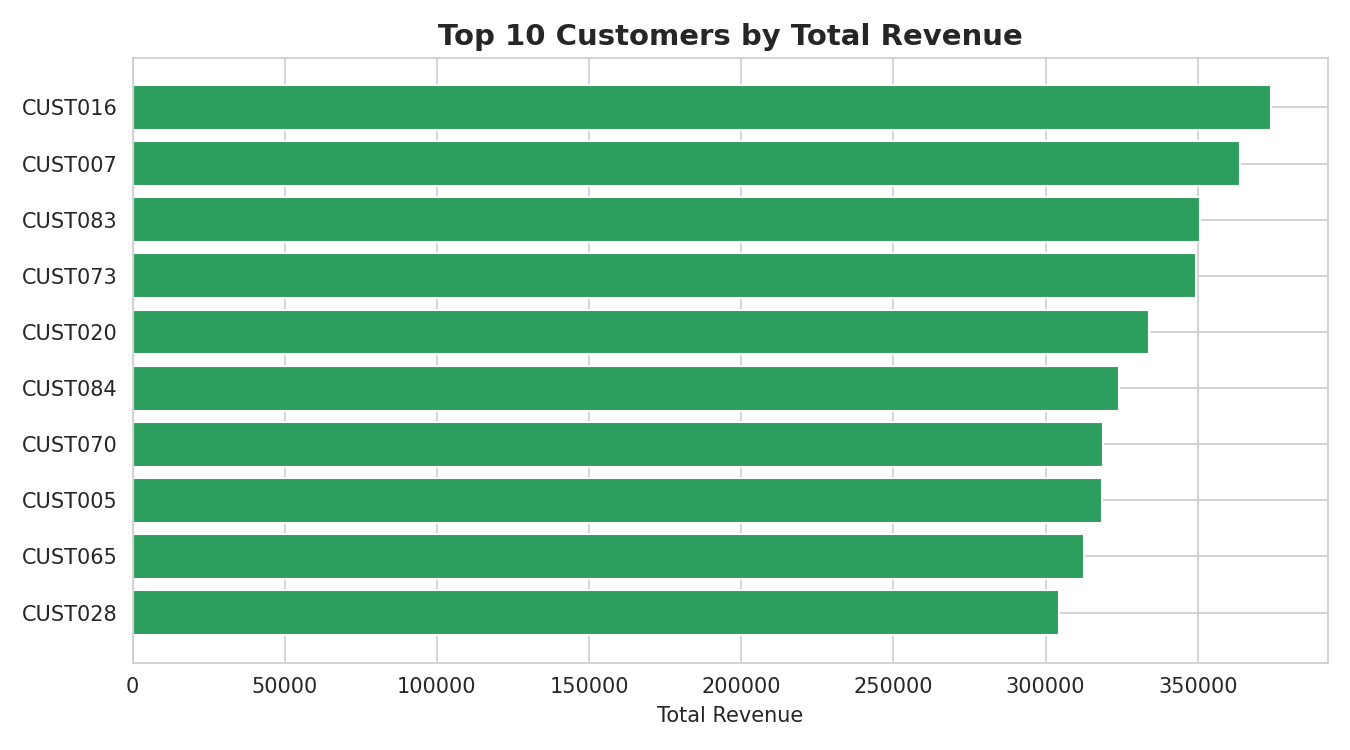 Top 10 Customers by Total Revenue
CUST016
CUST007
CUST083
CUST073
CUST020
CUST084
CUST070
CUST005
CUST065
CUST028
0 50000 100000 150000 200000 250000 300000 350000
Total Revenue